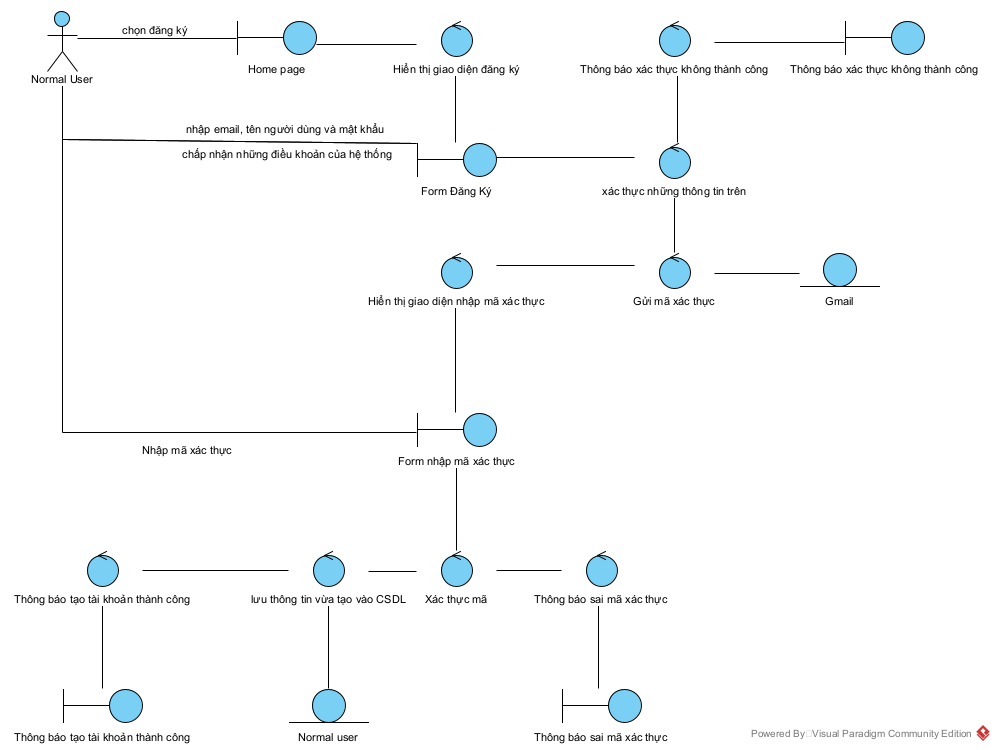 chọn đăng ký
Normal User
Home page
Hiển thị giao diện đăng ký
Thông báo xác thực không thành công
Thông báo xác thực không thành công
nhập email, tên người dùng và mật khẩu
chấp nhận những điều khoản của hệ thống
Form Đăng Ký
xác thực những thông tin trên
Hiển thị giao diện nhập mã xác thực
Gửi mã xác thực
Gmail
Nhập mã xác thực
Form nhập mã xác thực
Thông báo tạo tài khoản thành công
lưu thông tin vừa tạo vào CSDL
Xác thực mã
Thông báo sai mã xác thực
Thông báo tạo tài khoản thành công
Normal user
Thông báo sai mã xác thực
Powered By Visual Paradigm Community Edition